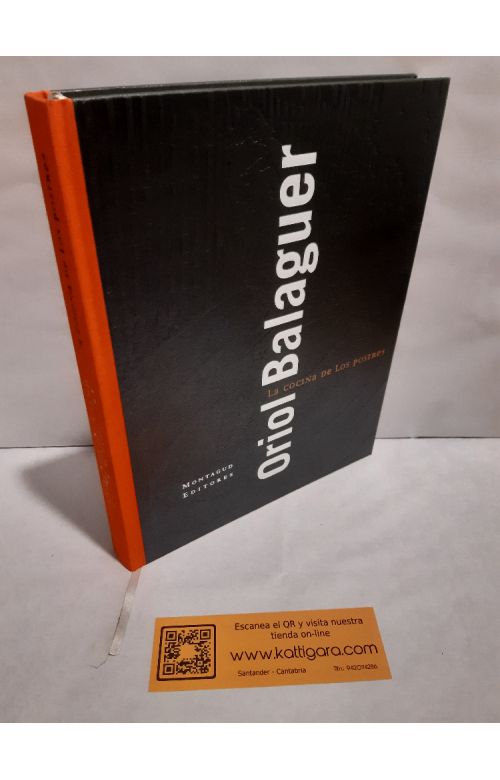 Oriol Balaguer
La cocina de los postres
Montagud
Editores
Escanea el QR y visita nuestra
tienda on-line
www.kattigara.com
Santander - Cantabria